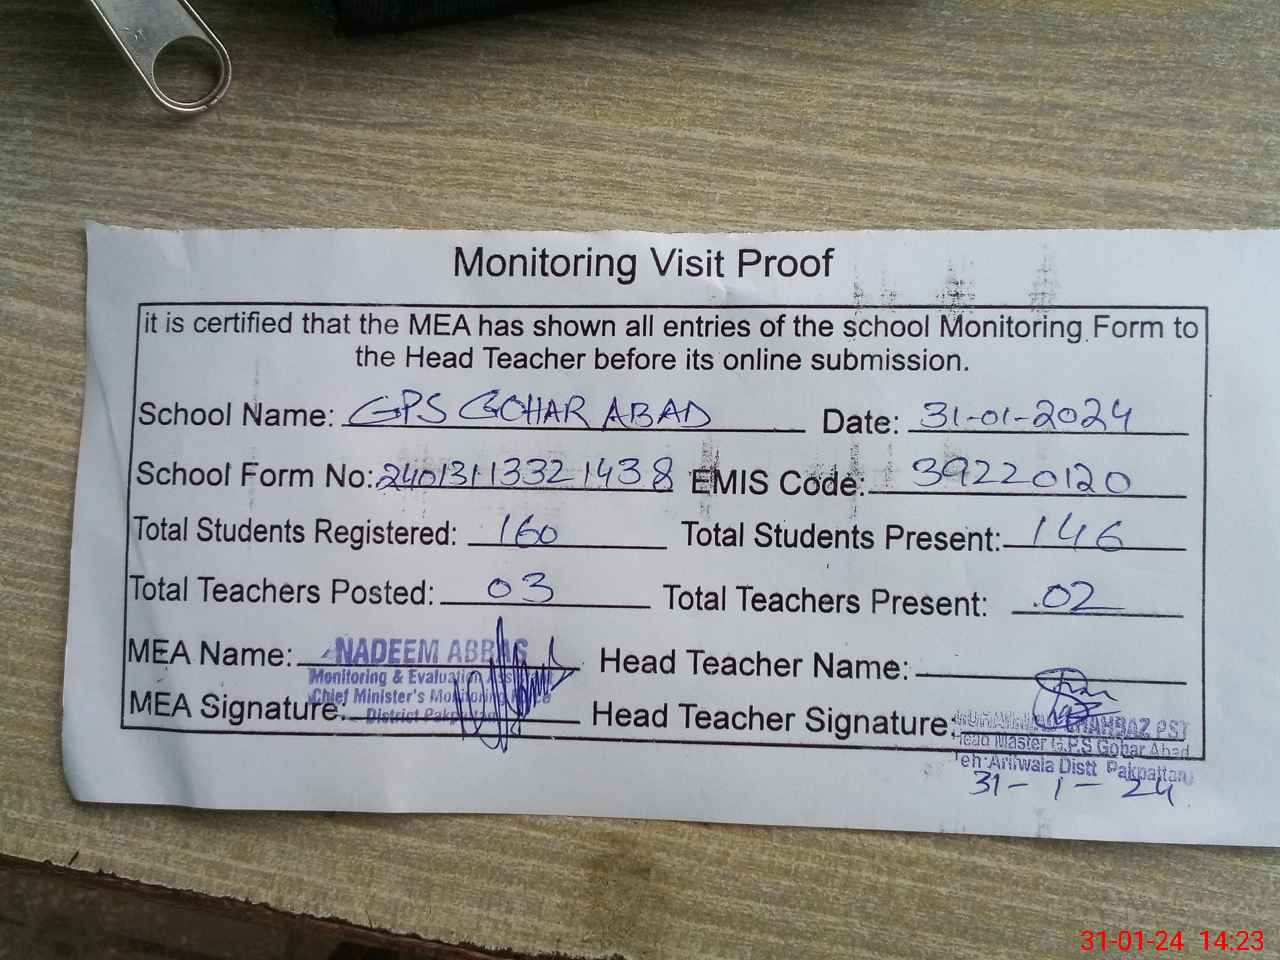 Monitoring Visit Proof
it is certified that the MEA has shown all entries of the school Monitoring Form to
the Head Teacher before its online submission.
School Name: GPS GOHAR ABAD Date: 31-01-2024
School Form No: 24013113321438 EMIS Code: 39220120
Total Students Registered: 160 Total Students Present: 146
Total Teachers Posted: 03 Total Teachers Present: 02
MEA Name: NADEEM ABBAS Head Teacher Name:
Monitoring & Evaluation
Chief Minister's Monitoring
MEA Signature: Head Teacher Signature:
District Pakpattan
SHAHBAZ PST
Head Master G.P.S Gohar Abad
Teh: Arifwala Distt Pakpattan
31-1-24
31-01-24 14:23